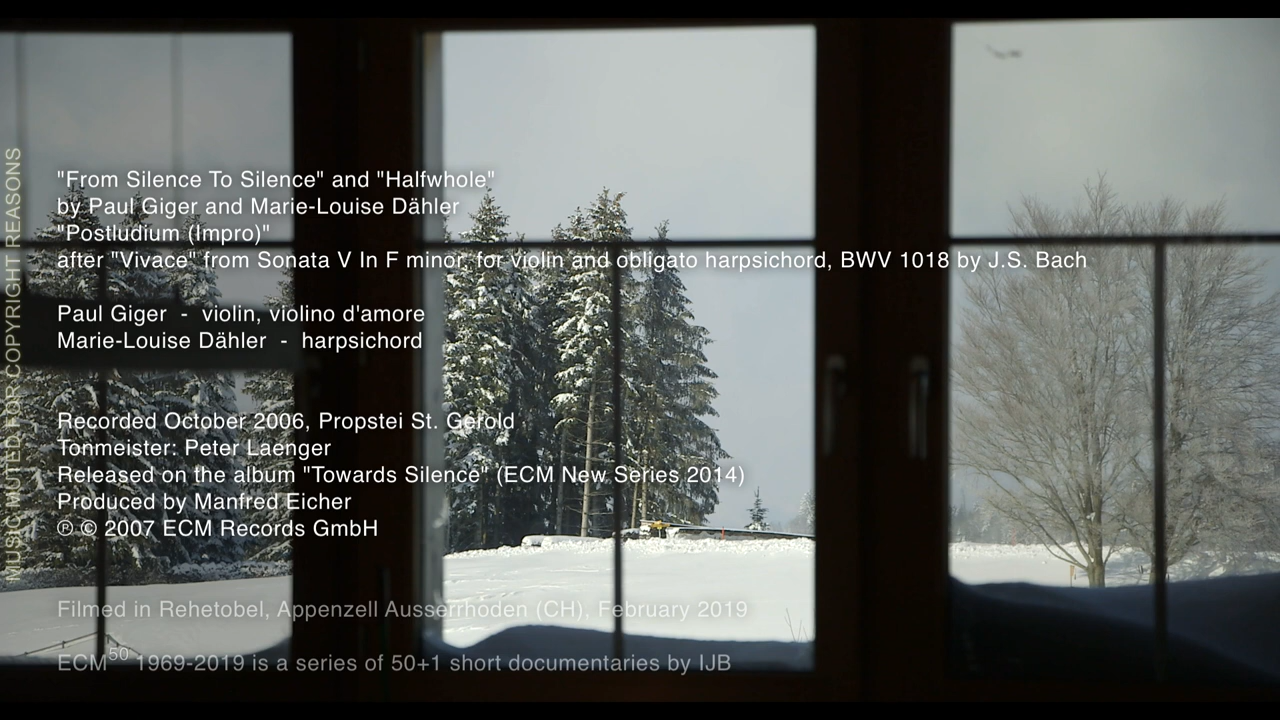 "From Silence To Silence" and "Halfwhole"
by Paul Giger and Marie-Louise Dähler
"Postludium (Impro)"
after "Vivace" from Sonata V In F minor, for violin and obligato harpsichord, BWV 1018 by J.S. Bach
Paul Giger - violin, violino d'amore
Marie-Louise Dähler - harpsichord
Recorded October 2006, Propstei St. Gerold
Tonmeister: Peter Laenger
Released on the album "Towards Silence" (ECM New Series 2014)
Produced by Manfred Eicher
℗ © 2007 ECM Records GmbH
Filmed in Rehetobel, Appenzell Ausserrhoden (CH), February 2019
ECM⁵⁰ 1969-2019 is a series of 50+1 short documentaries by IJB
MUSIC MUTED FOR COPYRIGHT REASONS